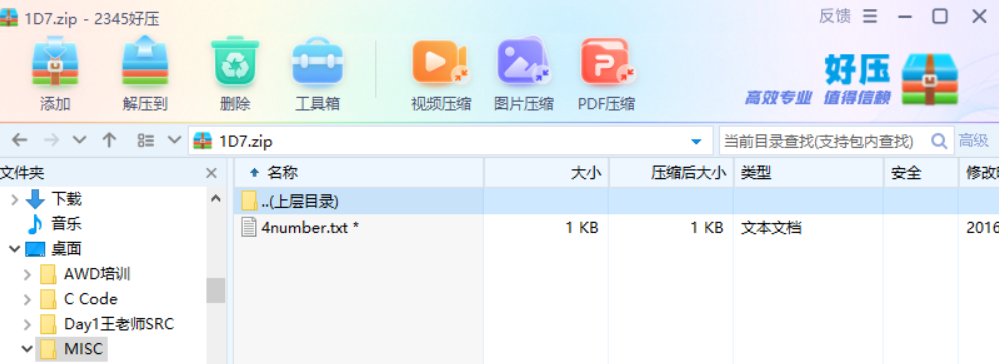 1D7.zip - 2345好压
反馈
添加
解压到
删除
工具箱
视频压缩
图片压缩
PDF压缩
好压
高效专业 值得信赖
1D7.zip
当前目录查找(支持包内查找)
高级
文件夹
名称
大小
压缩后大小
类型
安全
下载
..(上层目录)
音乐
4number.txt *
1 KB
1 KB
文本文档
2016
桌面
AWD培训
C Code
Day1王老师SRC
MISC